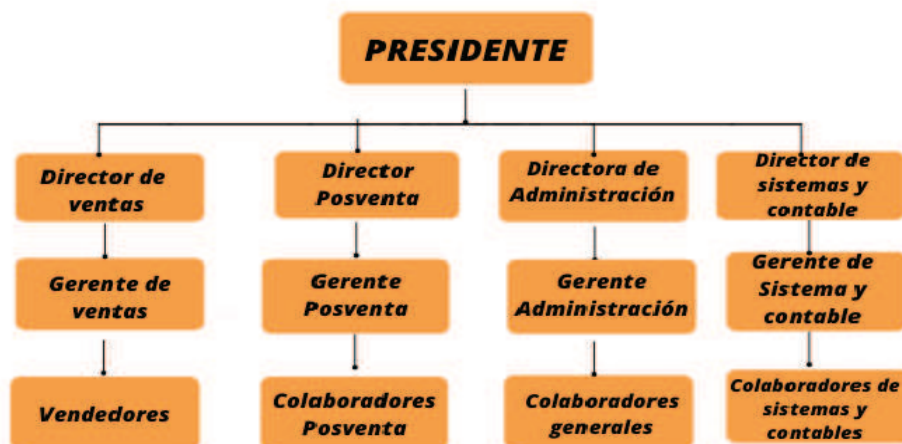 PRESIDENTE
Director de
ventas
Director
Posventa
Directora de
Administración
Director de
sistemas y
contable
Gerente de
ventas
Gerente
Posventa
Gerente
Administración
Gerente de
Sistema y
contable
Vendedores
Colaboradores
Posventa
Colaboradores
generales
Colaboradores de
sistemas y
contables